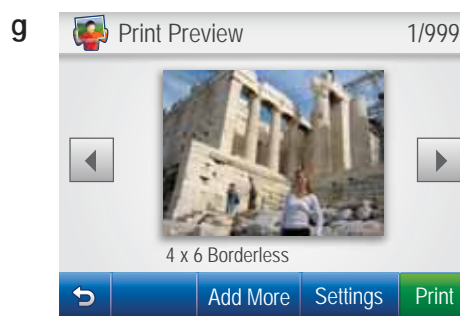 g
Print Preview 1/999
4 x 6 Borderless
Add More Settings Print